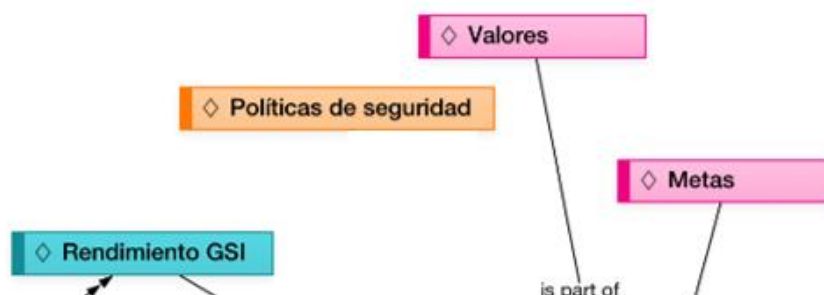 Valores
Políticas de seguridad
Metas
Rendimiento GSI
is part of